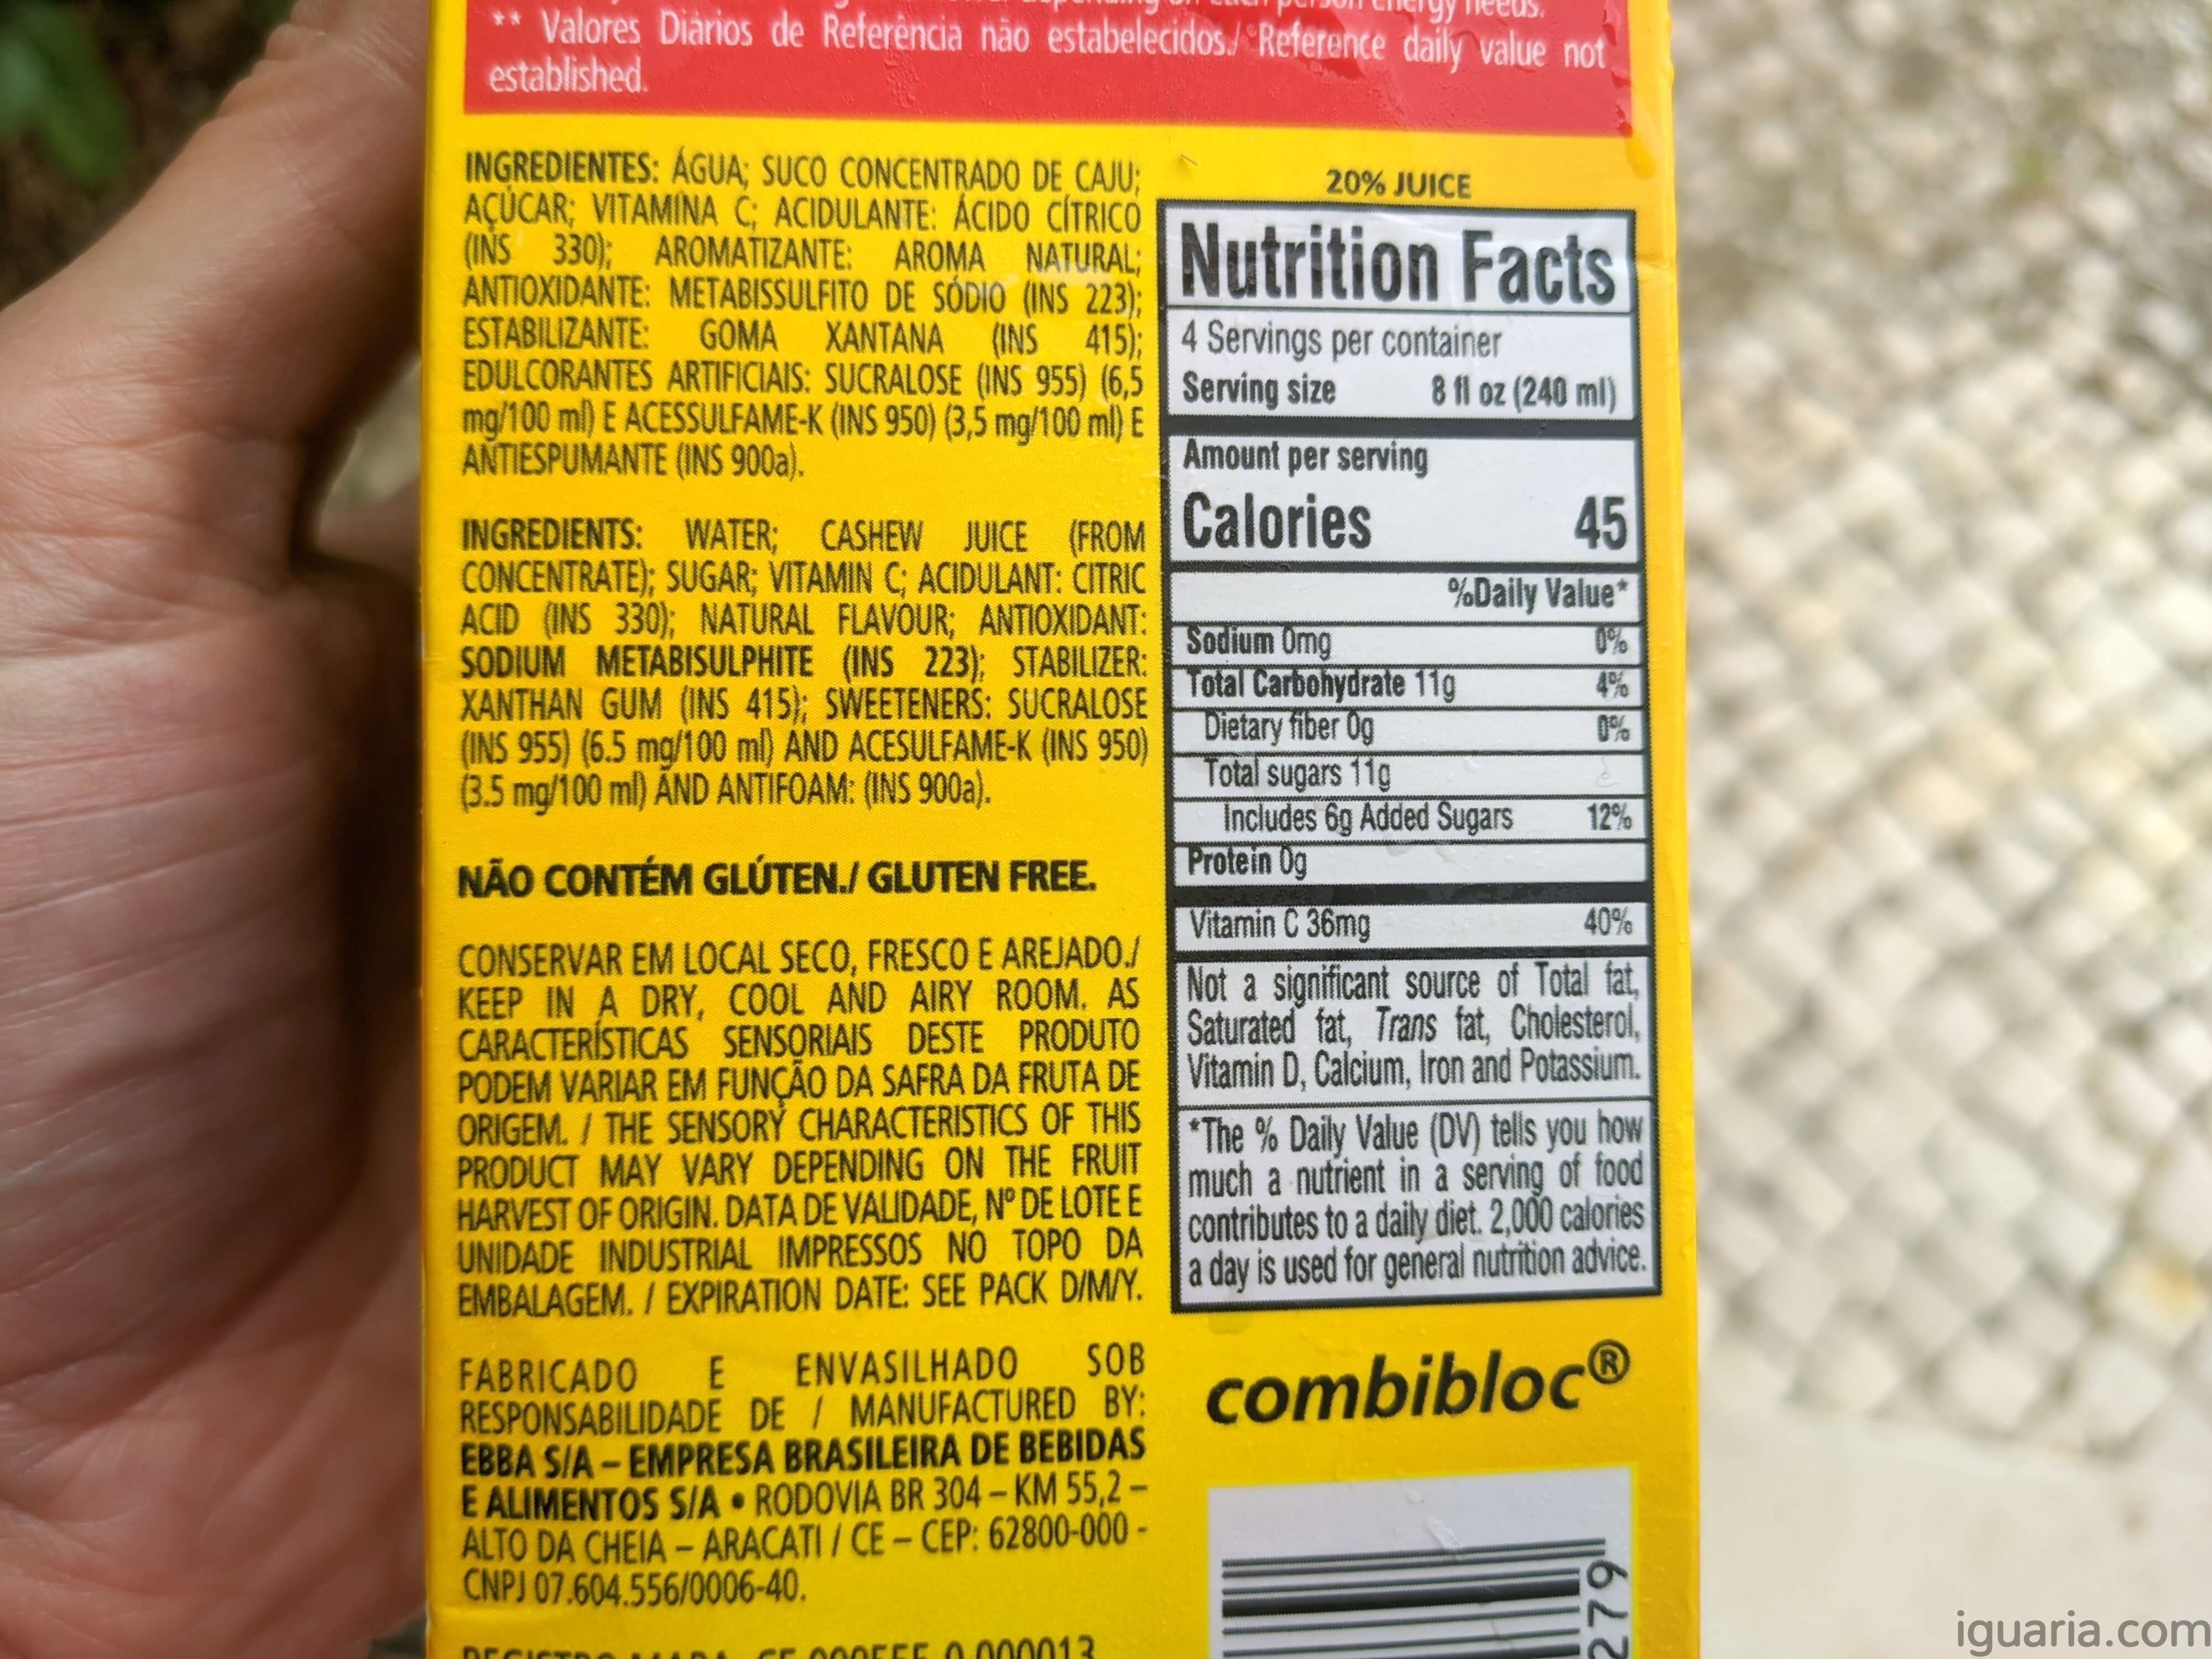 energy needs.
** Valores Diários de Referência não estabelecidos./ Reference daily value not
established.
INGREDIENTES: ÁGUA; SUCO CONCENTRADO DE CAJU;
AÇÚCAR; VITAMINA C; ACIDULANTE: ÁCIDO CÍTRICO
(INS 330); AROMATIZANTE: AROMA NATURAL;
ANTIOXIDANTE: METABISSULFITO DE SÓDIO (INS 223);
ESTABILIZANTE: GOMA XANTANA (INS 415);
EDULCORANTES ARTIFICIAIS: SUCRALOSE (INS 955) (6,5
mg/100 ml) E ACESSULFAME-K (INS 950) (3,5 mg/100 ml) E
ANTIESPUMANTE (INS 900a).
INGREDIENTS: WATER; CASHEW JUICE (FROM
CONCENTRATE); SUGAR; VITAMIN C; ACIDULANT: CITRIC
ACID (INS 330); NATURAL FLAVOUR; ANTIOXIDANT:
SODIUM METABISULPHITE (INS 223); STABILIZER:
XANTHAN GUM (INS 415); SWEETENERS: SUCRALOSE
(INS 955) (6.5 mg/100 ml) AND ACESULFAME-K (INS 950)
(3.5 mg/100 ml) AND ANTIFOAM: (INS 900a).
NÃO CONTÉM GLÚTEN./ GLUTEN FREE.
CONSERVAR EM LOCAL SECO, FRESCO E AREJADO./
KEEP IN A DRY, COOL AND AIRY ROOM. AS
CARACTERÍSTICAS SENSORIAIS DESTE PRODUTO
PODEM VARIAR EM FUNÇÃO DA SAFRA DA FRUTA DE
ORIGEM. / THE SENSORY CHARACTERISTICS OF THIS
PRODUCT MAY VARY DEPENDING ON THE FRUIT
HARVEST OF ORIGIN. DATA DE VALIDADE, Nº DE LOTE E
UNIDADE INDUSTRIAL IMPRESSOS NO TOPO DA
EMBALAGEM. / EXPIRATION DATE: SEE PACK D/M/Y.
FABRICADO E ENVASILHADO SOB
RESPONSABILIDADE DE / MANUFACTURED BY:
EBBA S/A – EMPRESA BRASILEIRA DE BEBIDAS
E ALIMENTOS S/A • RODOVIA BR 304 – KM 55,2 –
ALTO DA CHEIA – ARACATI / CE – CEP: 62800-000 -
CNPJ 07.604.556/0006-40.
20% JUICE
Nutrition Facts
4 Servings per container
Serving size 8 fl oz (240 ml)
Amount per serving
Calories 45
%Daily Value*
Sodium 0mg 0%
Total Carbohydrate 11g 4%
Dietary fiber 0g 0%
Total sugars 11g
Includes 6g Added Sugars 12%
Protein 0g
Vitamin C 36mg 40%
Not a significant source of Total fat,
Saturated fat, Trans fat, Cholesterol,
Vitamin D, Calcium, Iron and Potassium.
*The % Daily Value (DV) tells you how
much a nutrient in a serving of food
contributes to a daily diet. 2,000 calories
a day is used for general nutrition advice.
combibloc®
279
iguaria.com